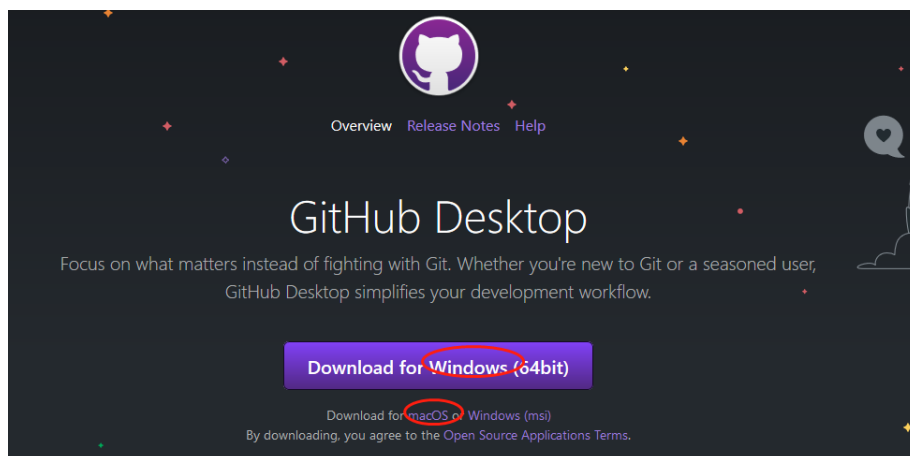 Overview Release Notes Help
GitHub Desktop
Focus on what matters instead of fighting with Git. Whether you're new to Git or a seasoned user,
GitHub Desktop simplifies your development workflow.
Download for Windows (64bit)
Download for macOS or Windows (msi)
By downloading, you agree to the Open Source Applications Terms.